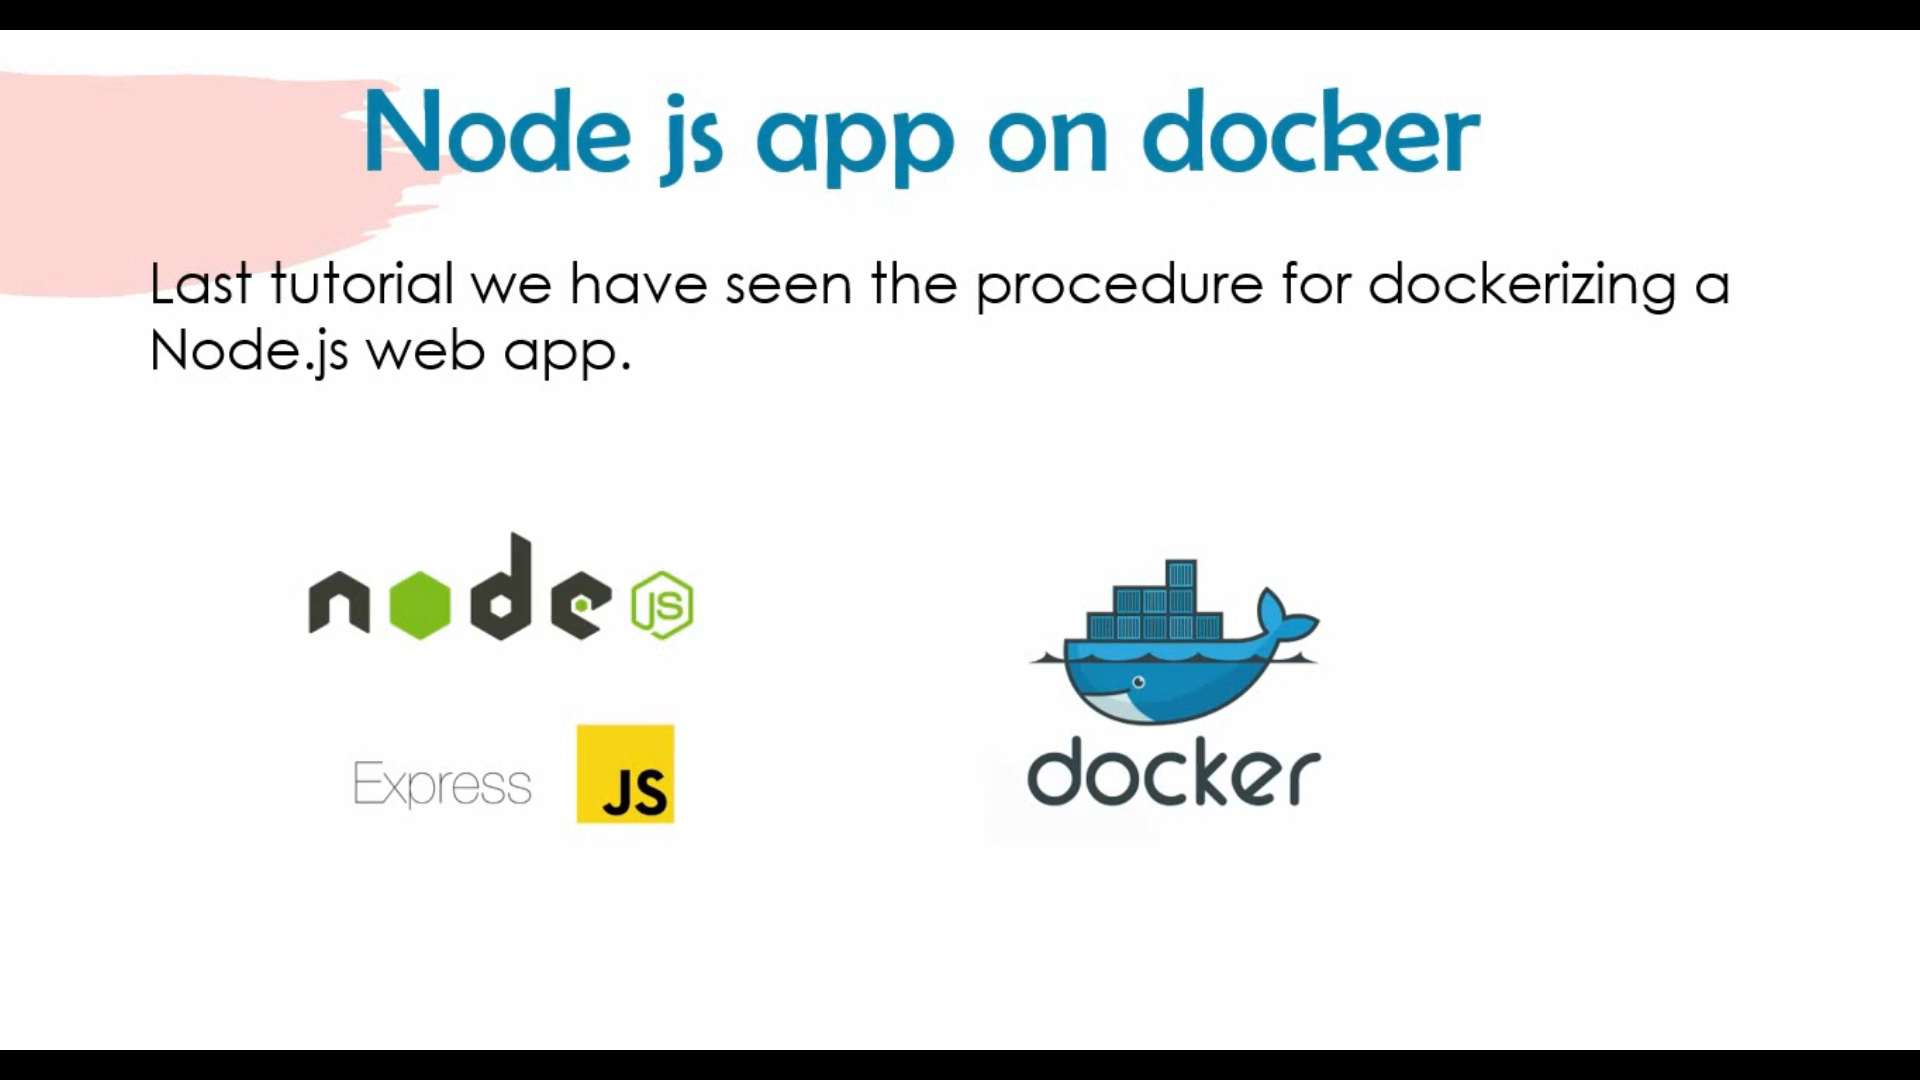 Node js app on docker
Last tutorial we have seen the procedure for dockerizing a
Node.js web app.
node JS
Express JS
docker